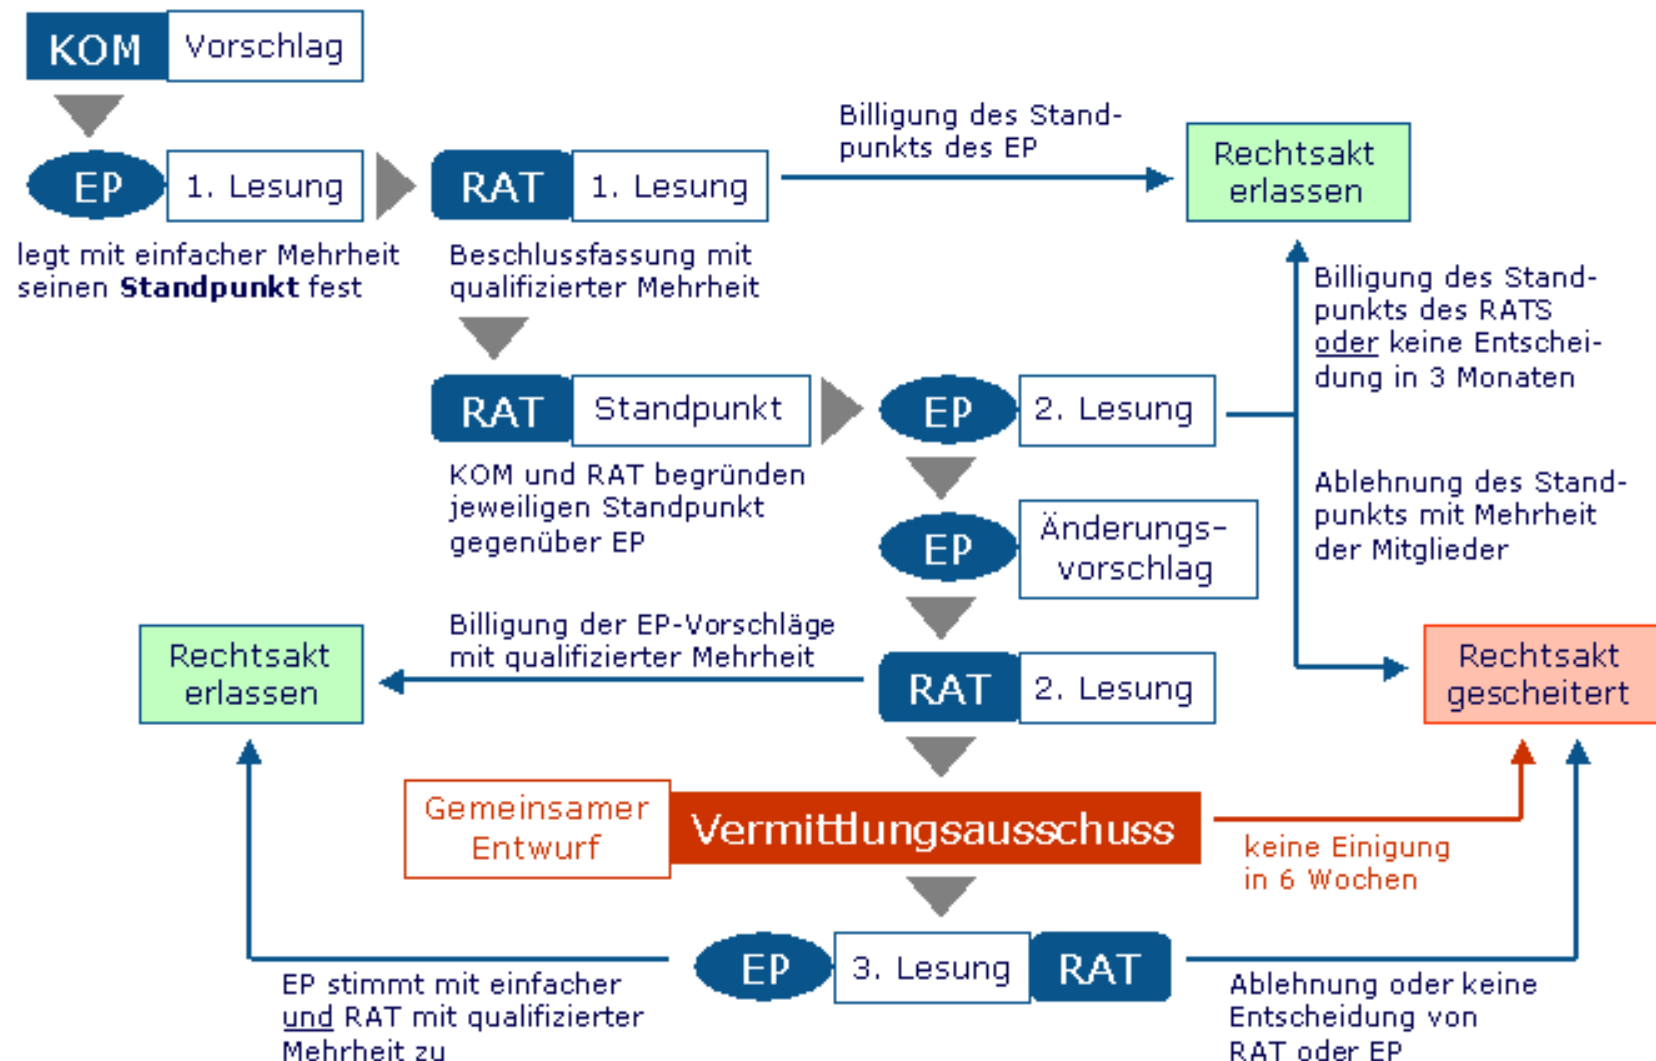 KOM Vorschlag
EP 1. Lesung
legt mit einfacher Mehrheit
seinen Standpunkt fest
RAT 1. Lesung
Beschlussfassung mit
qualifizierter Mehrheit
Billigung des Stand-
punkts des EP
Rechtsakt
erlassen
RAT Standpunkt
KOM und RAT begründen
jeweiligen Standpunkt
gegenüber EP
EP 2. Lesung
Billigung des Stand-
punkts des RATS
oder keine Entschei-
dung in 3 Monaten
Ablehnung des Stand-
punkts mit Mehrheit
der Mitglieder
Rechtsakt
gescheitert
EP Änderungs-
vorschlag
RAT 2. Lesung
Billigung der EP-Vorschläge
mit qualifizierter Mehrheit
Rechtsakt
erlassen
Gemeinsamer
Entwurf
Vermittlungsausschuss
keine Einigung
in 6 Wochen
EP 3. Lesung RAT
EP stimmt mit einfacher
und RAT mit qualifizierter
Mehrheit zu
Ablehnung oder keine
Entscheidung von
RAT oder EP